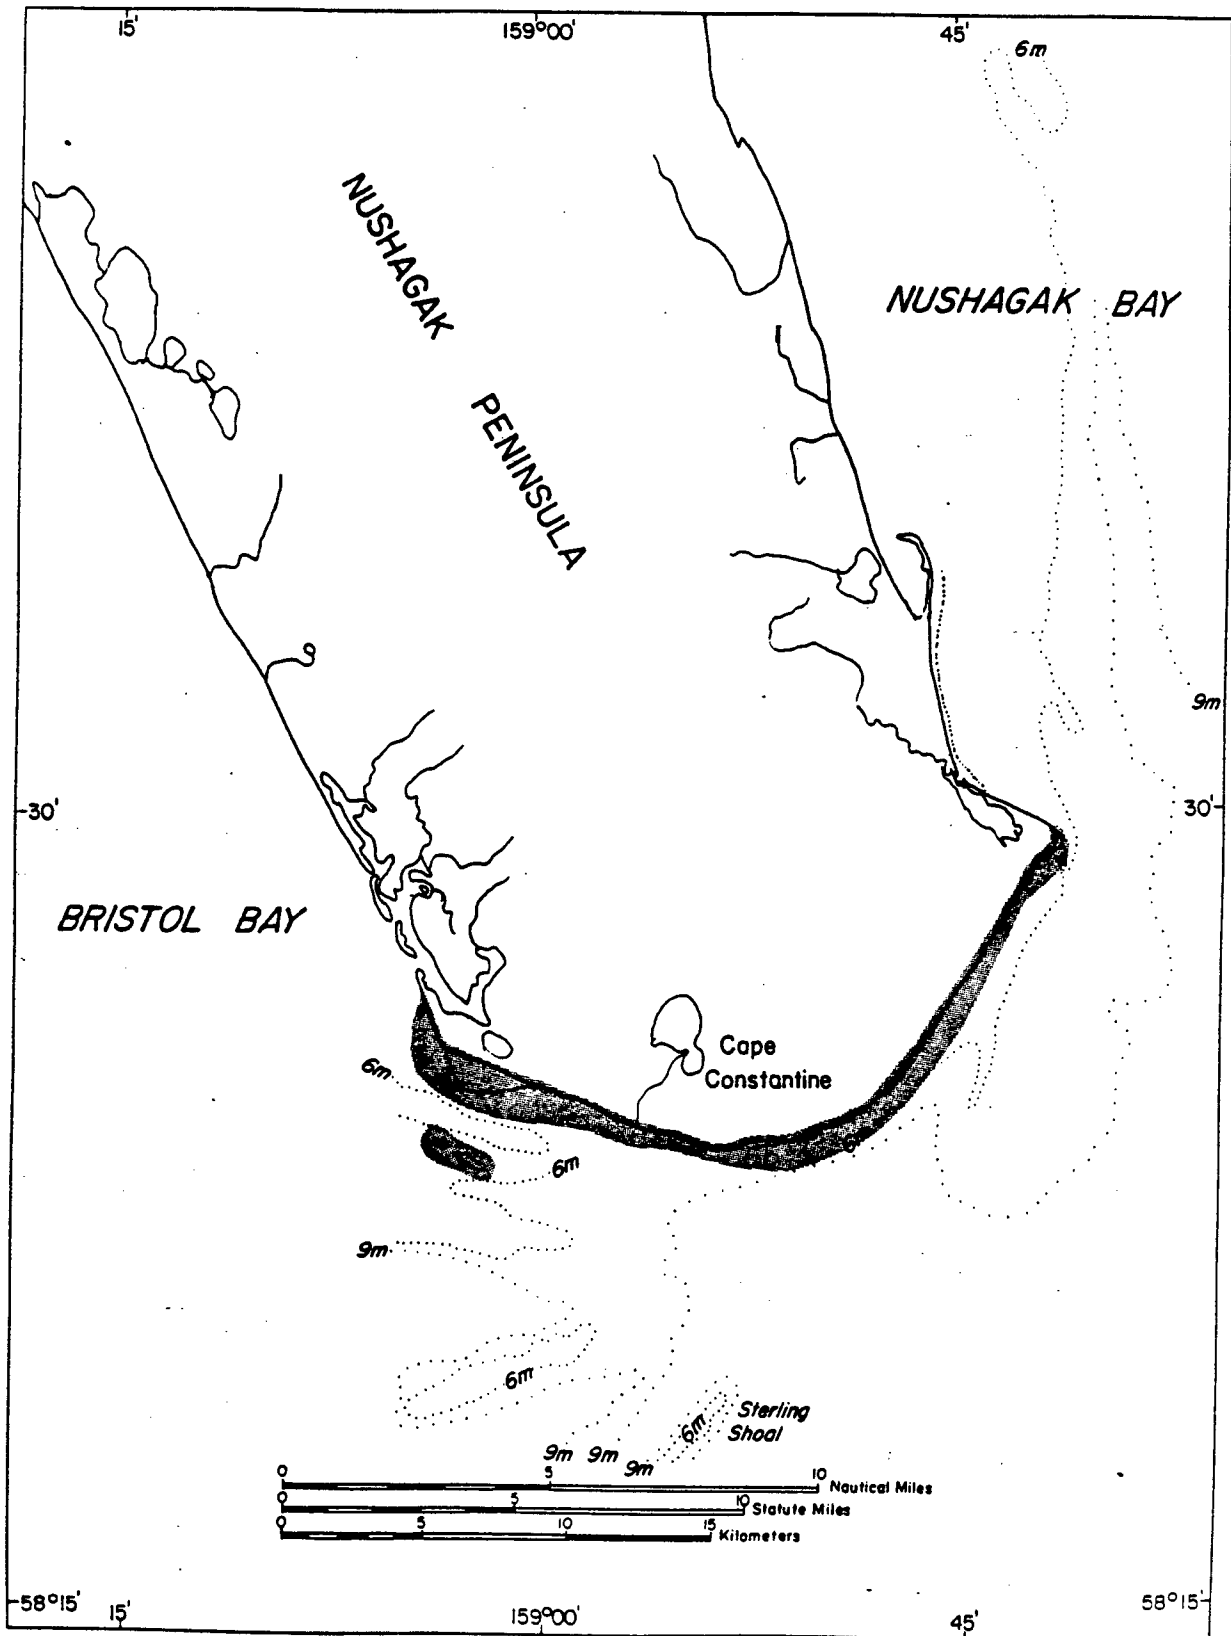 15'
159°00'
45'
6m
NUSHAGAK
PENINSULA
NUSHAGAK BAY
9m
30'
30'
BRISTOL BAY
Cape
Constantine
6m
6m
9m
6m
6m
Sterling
Shoal
9m
9m
9m
0
5
10
Nautical Miles
0
5
10
Statute Miles
0
5
10
15
Kilometers
58°15'
15'
159°00'
45'
58°15'